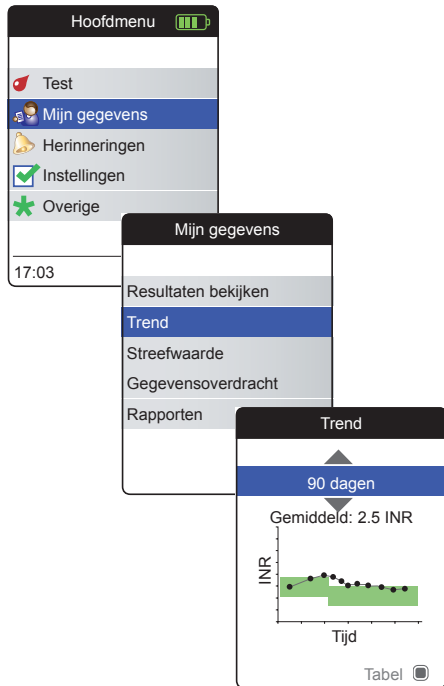 Hoofdmenu
Test
Mijn gegevens
Herinneringen
Instellingen
Overige
17:03
Mijn gegevens
Resultaten bekijken
Trend
Streefwaarde
Gegevensoverdracht
Rapporten
Trend
90 dagen
Gemiddeld: 2.5 INR
INR
Tijd
Tabel